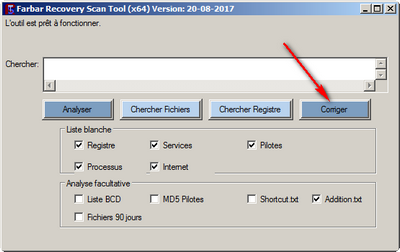 Farbar Recovery Scan Tool (x64) Version: 20-08-2017
L'outil est prêt à fonctionner.
Chercher:
Analyser Chercher Fichiers Chercher Registre Corriger
Liste blanche
Registre Services Pilotes
Processus Internet
Analyse facultative
Liste BCD MD5 Pilotes Shortcut.txt Addition.txt
Fichiers 90 jours